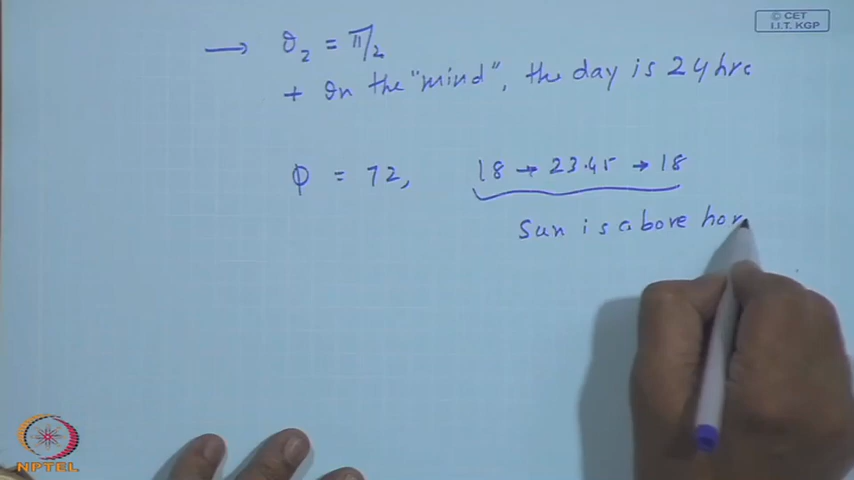 © CET
I.I.T. KGP
→ θ₂ = π/2
+ On the "mind", the day is 24 hrs
Φ = 72, 18 → 23.45 → 18
Sun is above hor
NPTEL